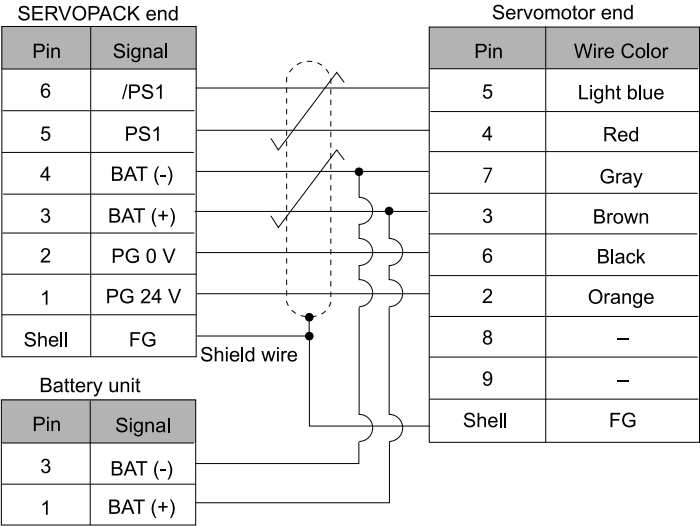 SERVOPACK end
Pin Signal
6 /PS1
5 PS1
4 BAT (-)
3 BAT (+)
2 PG 0 V
1 PG 24 V
Shell FG
Shield wire
Battery unit
Pin Signal
3 BAT (-)
1 BAT (+)
Servomotor end
Pin Wire Color
5 Light blue
4 Red
7 Gray
3 Brown
6 Black
2 Orange
8 –
9 –
Shell FG